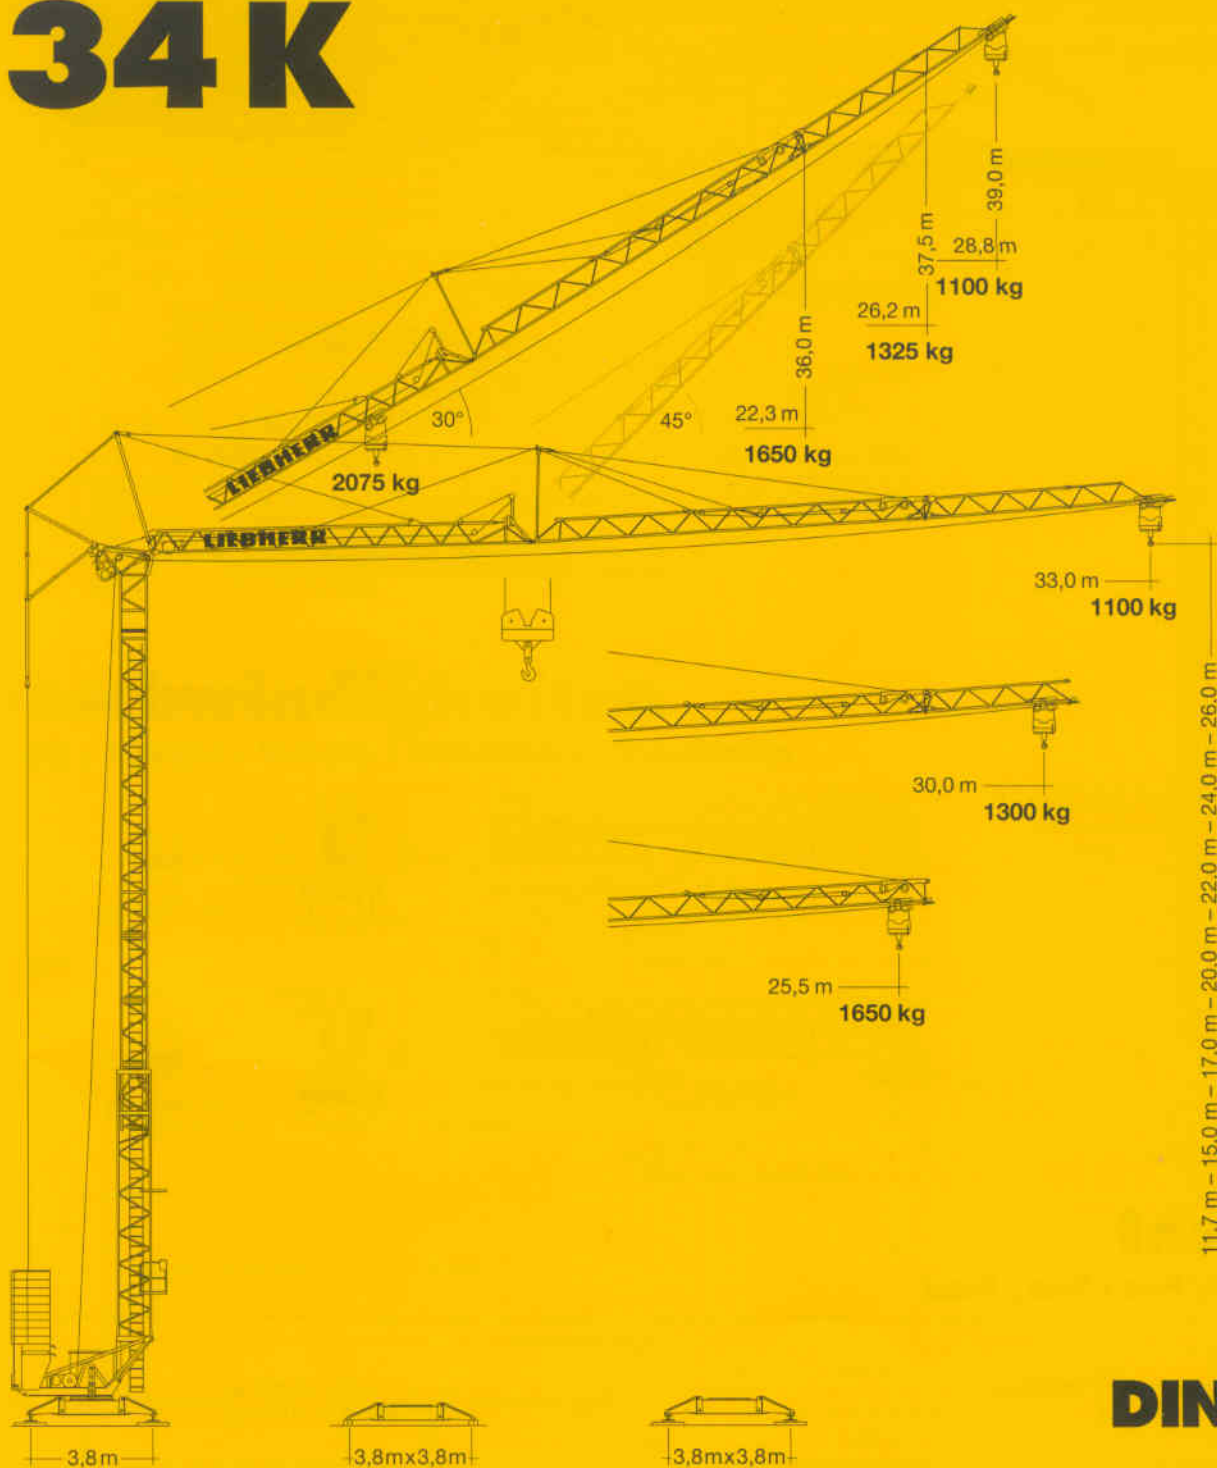 34 K
39,0 m
28,8 m
1100 kg
37,5 m
26,2 m
1325 kg
36,0 m
22,3 m
1650 kg
30°
45°
LIEBHERR
2075 kg
LIEBHERR
33,0 m
1100 kg
30,0 m
1300 kg
25,5 m
1650 kg
11,7 m – 15,0 m – 17,0 m – 20,0 m – 22,0 m – 24,0 m – 26,0 m
DIN
3,8m
3,8mx3,8m
3,8mx3,8m